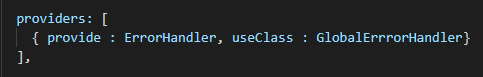 providers: [
{ provide : ErrorHandler, useClass : GlobalErrrorHandler}
],